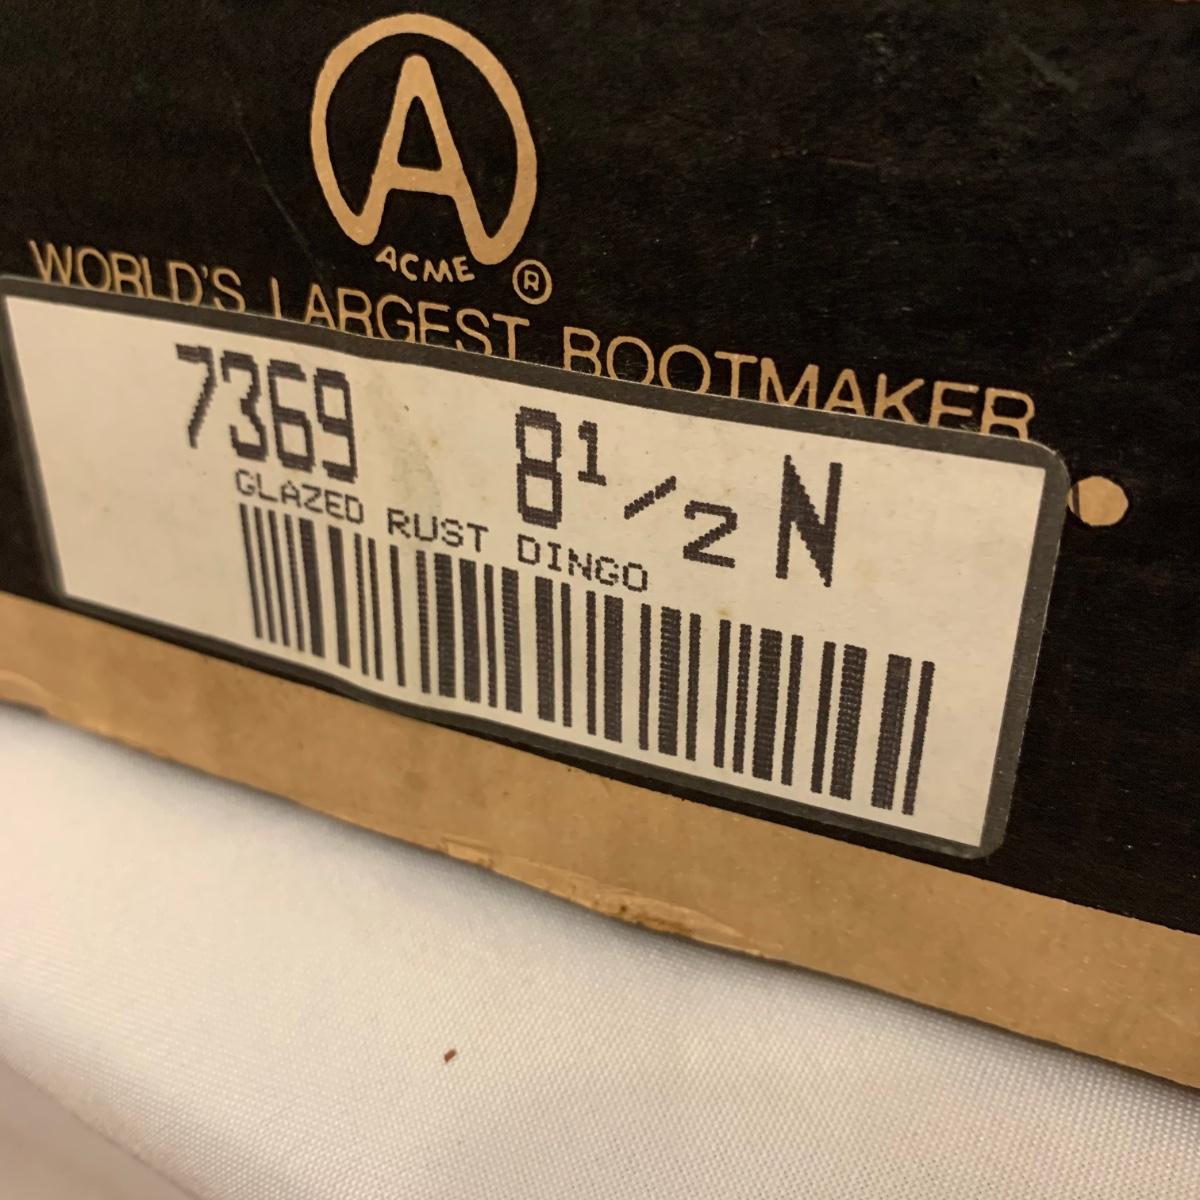 A
ACME ®
WORLD'S LARGEST BOOTMAKER
7369 8 1/2 N
GLAZED RUST DINGO